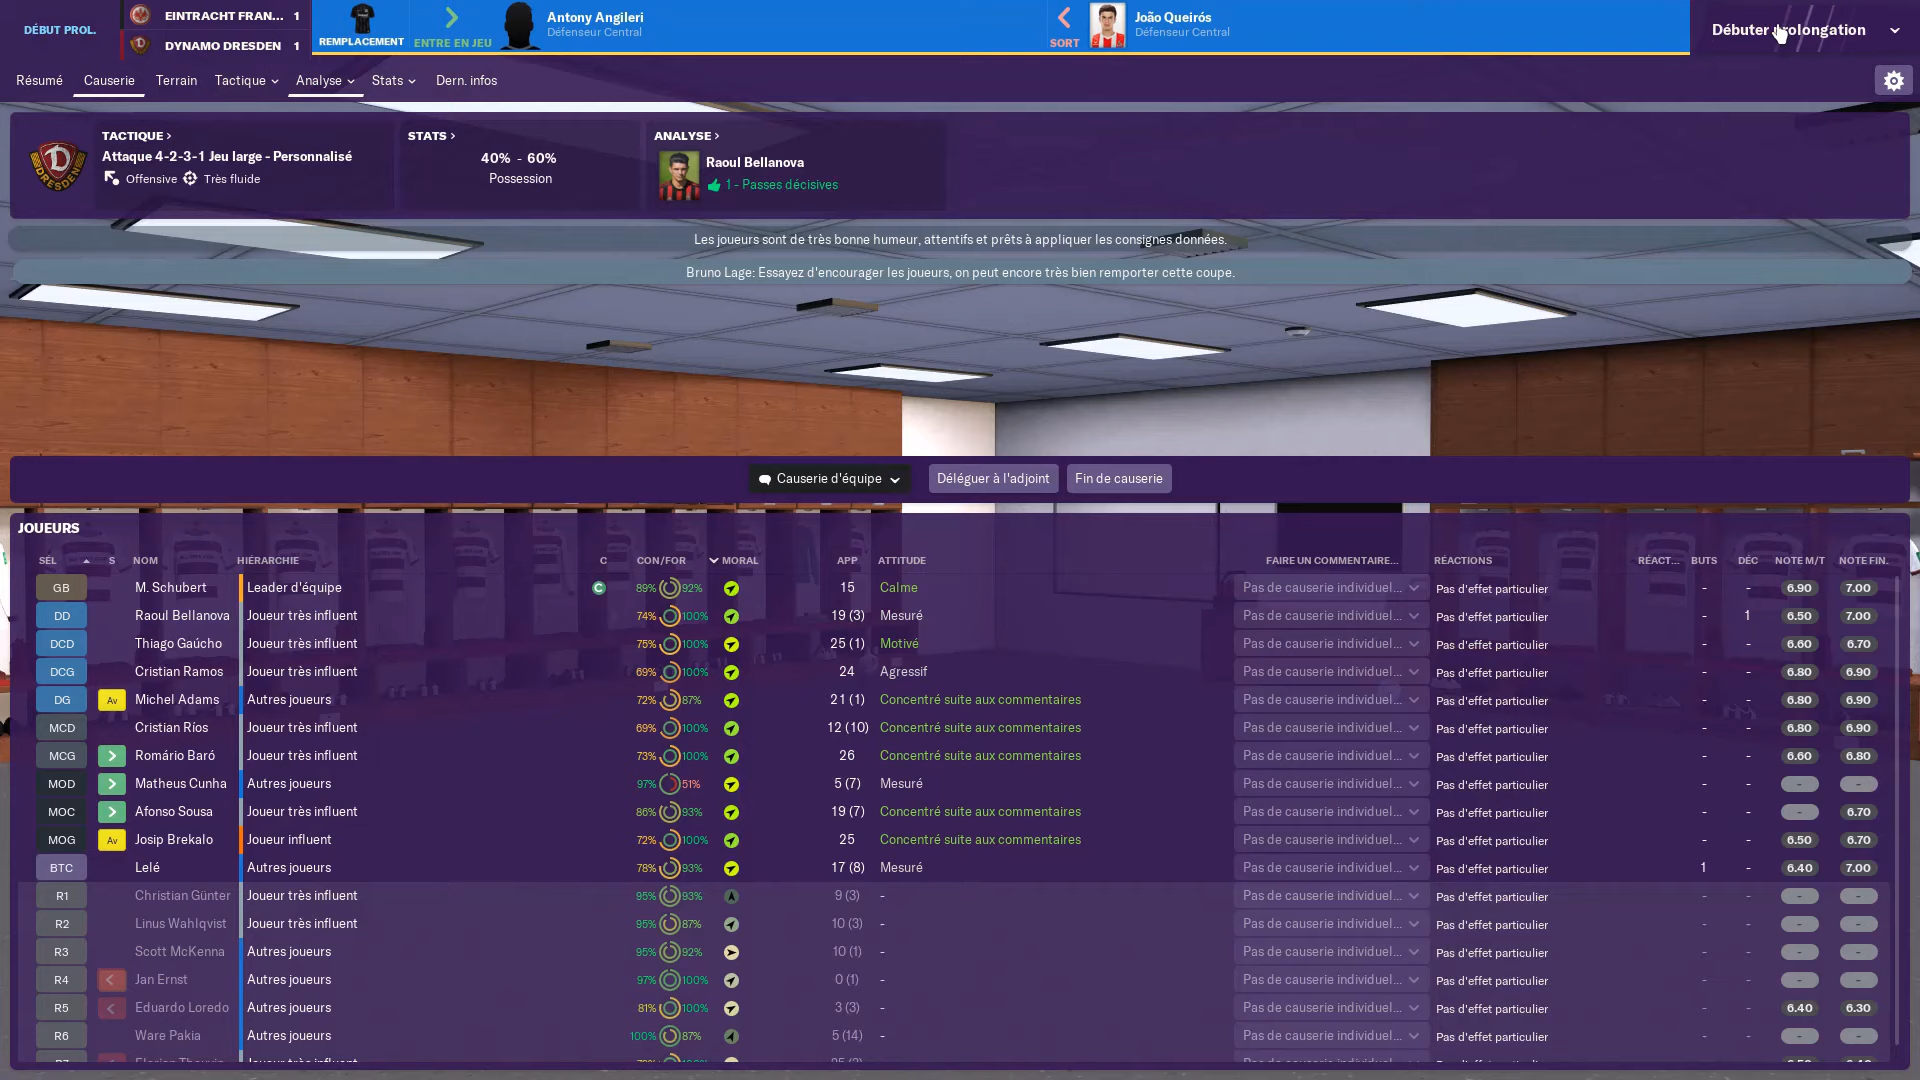 DÉBUT PROL.
EINTRACHT FRAN... 1
DYNAMO DRESDEN 1
REMPLACEMENT
ENTRE EN JEU
Antony Angileri
Défenseur Central
SORT
João Queirós
Défenseur Central
Débuter prolongation
Résumé Causerie Terrain Tactique Analyse Stats Dern. infos
TACTIQUE >
Attaque 4-2-3-1 Jeu large - Personnalisé
Offensive Très fluide
STATS >
40% - 60%
Possession
ANALYSE >
Raoul Bellanova
1 - Passes décisives
Les joueurs sont de très bonne humeur, attentifs et prêts à appliquer les consignes données.
Bruno Lage: Essayez d'encourager les joueurs, on peut encore très bien remporter cette coupe.
Causerie d'équipe Déléguer à l'adjoint Fin de causerie
JOUEURS
SÉL S NOM HIÉRARCHIE C CON/FOR MORAL APP ATTITUDE FAIRE UN COMMENTAIRE... RÉACTIONS RÉACT... BUTS DÉC NOTE M/T NOTE FIN.
GB M. Schubert Leader d'équipe C 89% 92% 15 Calme Pas de causerie individuel... Pas d'effet particulier - - 6.90 7.00
DD Raoul Bellanova Joueur très influent 74% 100% 19 (3) Mesuré Pas de causerie individuel... Pas d'effet particulier - 1 6.50 7.00
DCD Thiago Gaúcho Joueur très influent 75% 100% 25 (1) Motivé Pas de causerie individuel... Pas d'effet particulier - - 6.60 6.70
DCG Cristian Ramos Joueur très influent 69% 100% 24 Agressif Pas de causerie individuel... Pas d'effet particulier - - 6.80 6.90
DG Av Michel Adams Autres joueurs 72% 87% 21 (1) Concentré suite aux commentaires Pas de causerie individuel... Pas d'effet particulier - - 6.80 6.90
MCD Cristian Ríos Joueur très influent 69% 100% 12 (10) Concentré suite aux commentaires Pas de causerie individuel... Pas d'effet particulier - - 6.80 6.90
MCG Romário Baró Joueur très influent 73% 100% 26 Concentré suite aux commentaires Pas de causerie individuel... Pas d'effet particulier - - 6.60 6.80
MOD Matheus Cunha Autres joueurs 97% 51% 5 (7) Mesuré Pas de causerie individuel... Pas d'effet particulier - - - -
MOC Afonso Sousa Joueur très influent 86% 93% 19 (7) Concentré suite aux commentaires Pas de causerie individuel... Pas d'effet particulier - - - 6.70
MOG Av Josip Brekalo Joueur influent 72% 100% 25 Concentré suite aux commentaires Pas de causerie individuel... Pas d'effet particulier - - 6.50 6.70
BTC Lelé Autres joueurs 78% 93% 17 (8) Mesuré Pas de causerie individuel... Pas d'effet particulier 1 - 6.40 7.00
R1 Christian Günter Joueur très influent 95% 93% 9 (3) - Pas de causerie individuel... Pas d'effet particulier - - - -
R2 Linus Wahlqvist Joueur très influent 95% 87% 10 (3) - Pas de causerie individuel... Pas d'effet particulier - - - -
R3 Scott McKenna Autres joueurs 95% 92% 10 (1) - Pas de causerie individuel... Pas d'effet particulier - - - -
R4 Jan Ernst Autres joueurs 97% 100% 0 (1) - Pas de causerie individuel... Pas d'effet particulier - - - -
R5 Eduardo Loredo Autres joueurs 81% 100% 3 (3) - Pas de causerie individuel... Pas d'effet particulier - - 6.40 6.30
R6 Ware Pakia Autres joueurs 100% 87% 5 (14) - Pas de causerie individuel... Pas d'effet particulier - - - -